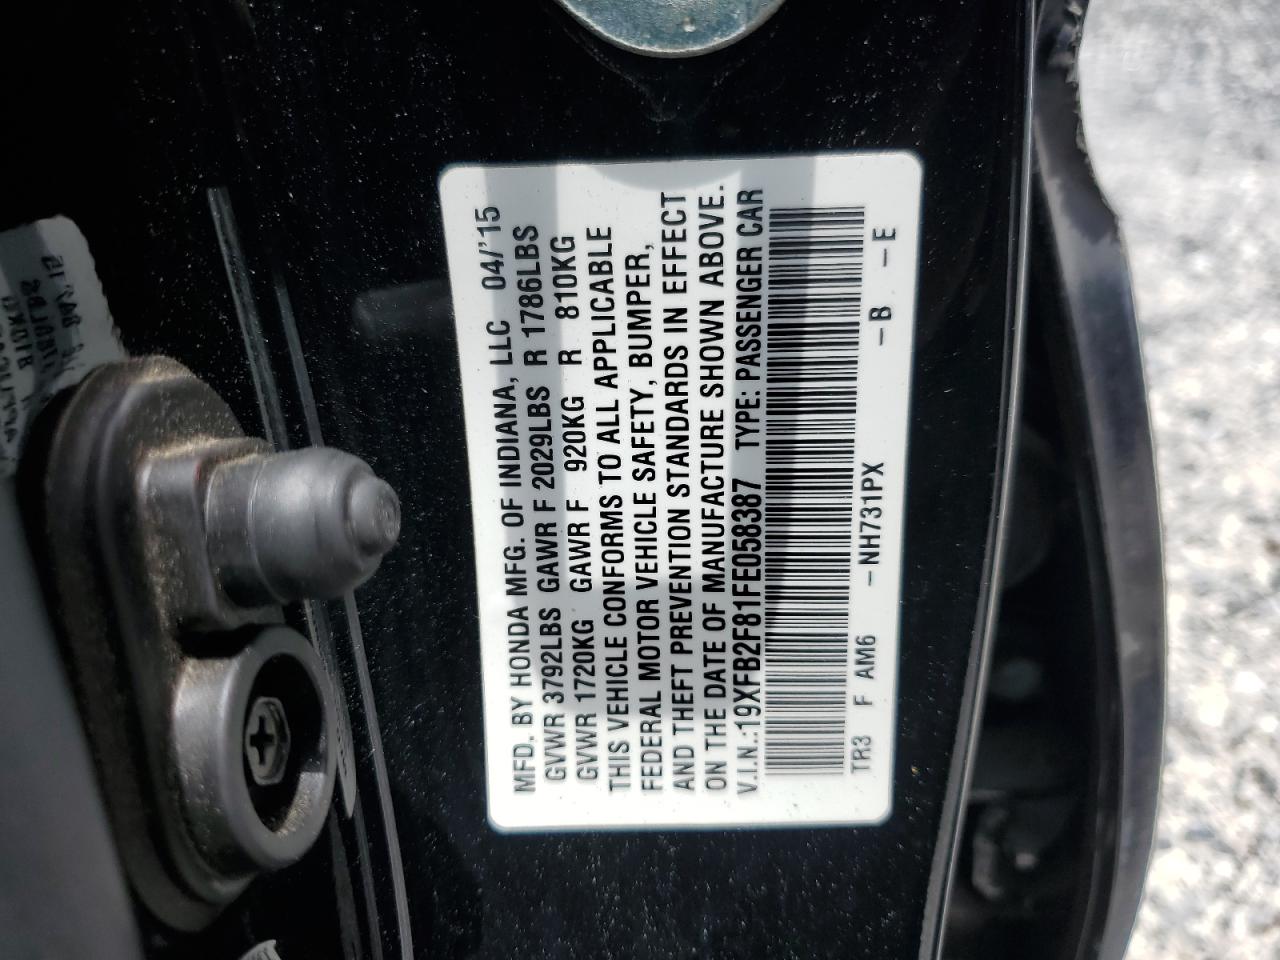 MFD. BY HONDA MFG. OF INDIANA, LLC 04/'15
GVWR 3792LBS GAWR F 2029LBS R 1786LBS
GVWR 1720KG GAWR F 920KG R 810KG
THIS VEHICLE CONFORMS TO ALL APPLICABLE
FEDERAL MOTOR VEHICLE SAFETY, BUMPER,
AND THEFT PREVENTION STANDARDS IN EFFECT
ON THE DATE OF MANUFACTURE SHOWN ABOVE.
V.I.N.:19XFB2F81FE058387 TYPE: PASSENGER CAR
TR3 F AM6 -NH731PX -B -E